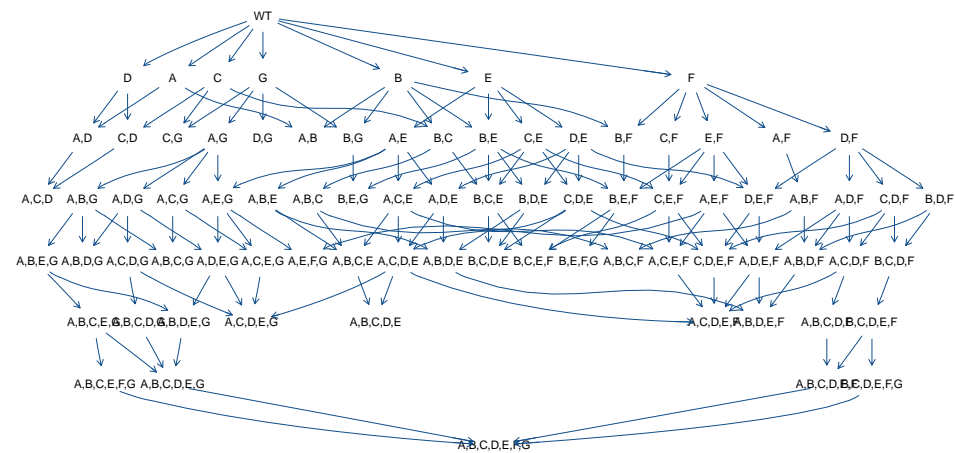 WT
D A C G B E F
A,D C,D C,G A,G D,G A,B B,G A,E B,C B,E C,E D,E B,F C,F E,F A,F D,F
A,C,D A,B,G A,D,G A,C,G A,E,G A,B,E A,B,C B,E,G A,C,E A,D,E B,C,E B,D,E C,D,E B,E,F C,E,F A,E,F D,E,F A,B,F A,D,F C,D,F B,D,F
A,B,E,G A,B,D,G A,C,D,G A,B,C,G A,D,E,G A,C,E,G A,E,F,G A,B,C,E A,C,D,E A,B,D,E B,C,D,E B,C,E,F B,E,F,G A,B,C,F A,C,E,F C,D,E,F A,D,E,F A,B,D,F A,C,D,F B,C,D,F
A,B,C,E,G A,B,C,D,G A,B,D,E,G A,C,D,E,G A,B,C,D,E A,C,D,E,F A,B,D,E,F A,B,C,D,F B,C,D,E,F
A,B,C,E,F,G A,B,C,D,E,G A,B,C,D,E,F B,C,D,E,F,G
A,B,C,D,E,F,G